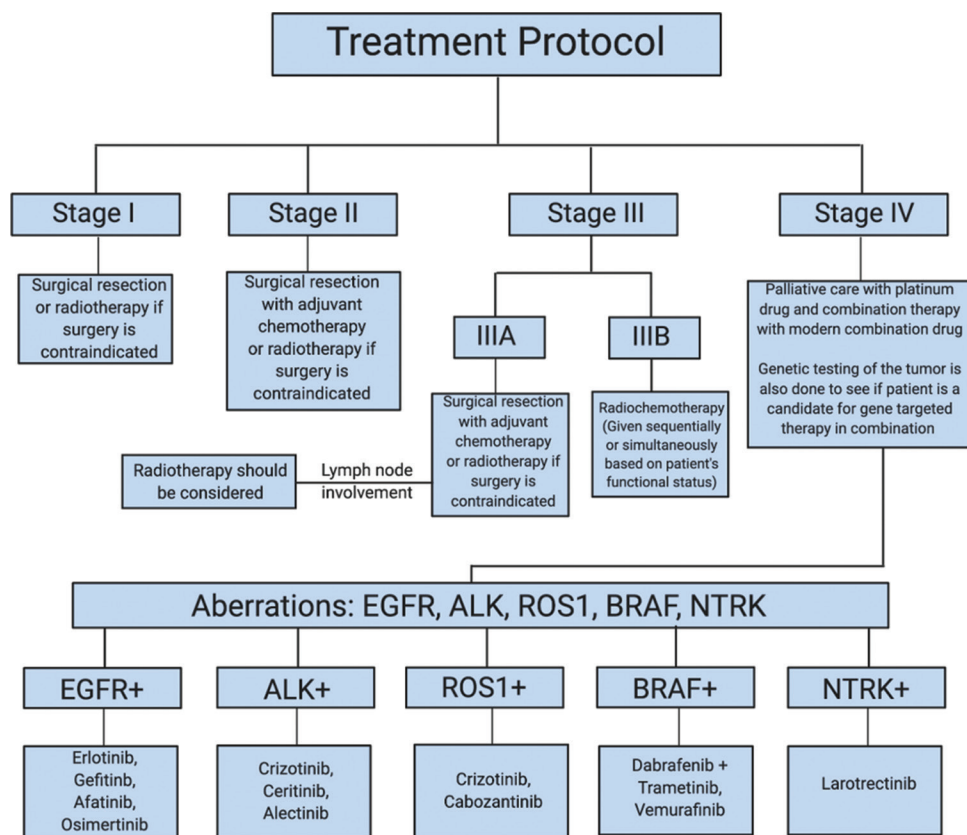 Treatment Protocol
Stage I
Stage II
Stage III
Stage IV
Surgical resection
or radiotherapy if
surgery is
contraindicated
Surgical resection
with adjuvant
chemotherapy
or radiotherapy if
surgery is
contraindicated
IIIA
IIIB
Palliative care with platinum
drug and combination therapy
with modern combination drug
Genetic testing of the tumor is
also done to see if patient is a
candidate for gene targeted
therapy in combination
Surgical resection
with adjuvant
chemotherapy
or radiotherapy if
surgery is
contraindicated
Radiochemotherapy
(Given sequentially
or simultaneously
based on patient's
functional status)
Radiotherapy should
be considered
Lymph node
involvement
Aberrations: EGFR, ALK, ROS1, BRAF, NTRK
EGFR+
ALK+
ROS1+
BRAF+
NTRK+
Erlotinib,
Gefitinb,
Afatinib,
Osimertinib
Crizotinib,
Ceritinib,
Alectinib
Crizotinib,
Cabozantinib
Dabrafenib +
Trametinib,
Vemurafinib
Larotrectinib